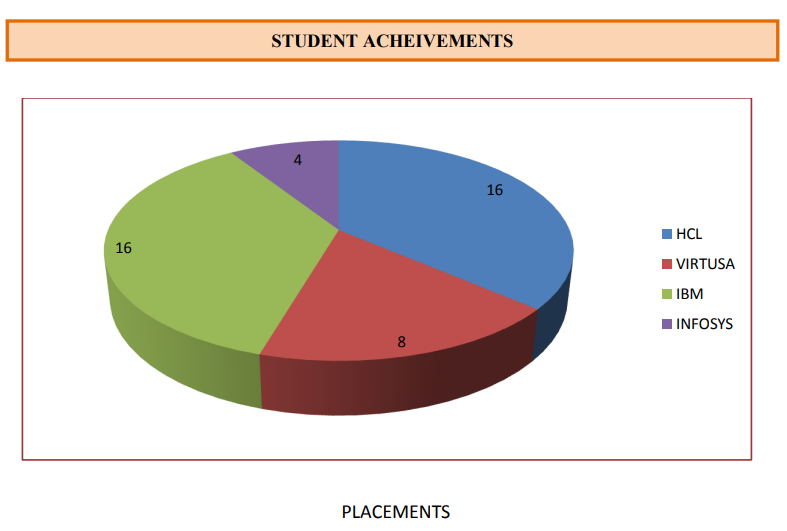 STUDENT ACHEIVEMENTS
4
16
16
8
HCL
VIRTUSA
IBM
INFOSYS
PLACEMENTS